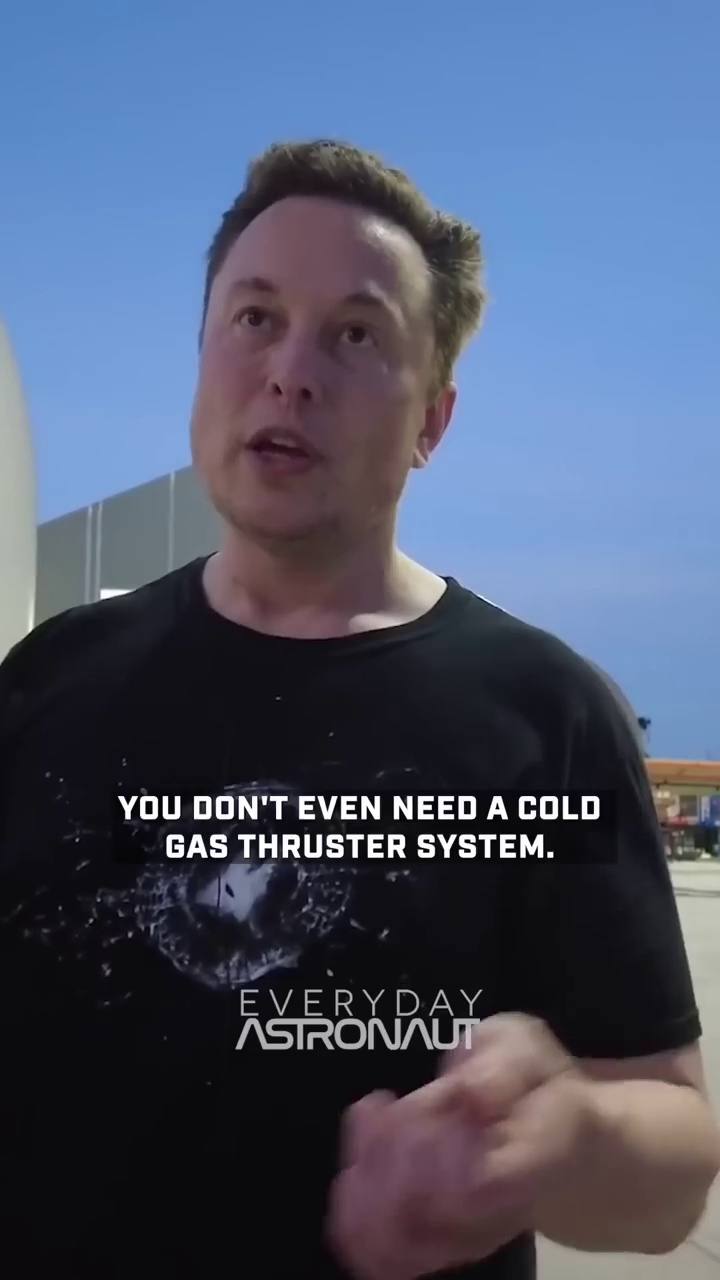 YOU DON'T EVEN NEED A COLD
GAS THRUSTER SYSTEM.
EVERYDAY
ASTRONAUT